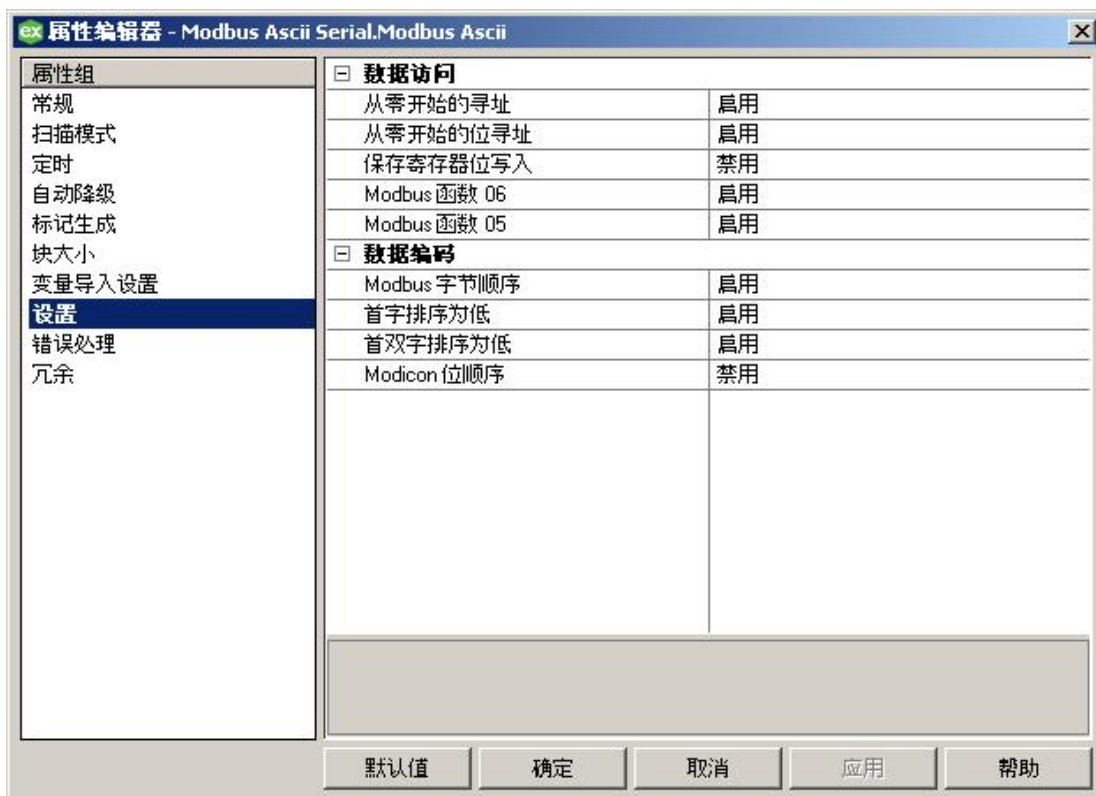 ex 属性编辑器 - Modbus Ascii Serial.Modbus Ascii
属性组
常规
扫描模式
定时
自动降级
标记生成
块大小
变量导入设置
设置
错误处理
冗余
数据访问
从零开始的寻址 启用
从零开始的位寻址 启用
保存寄存器位写入 禁用
Modbus 函数 06 启用
Modbus 函数 05 启用
数据编码
Modbus 字节顺序 启用
首字排序为低 启用
首双字排序为低 启用
Modicon 位顺序 禁用
默认值 确定 取消 应用 帮助